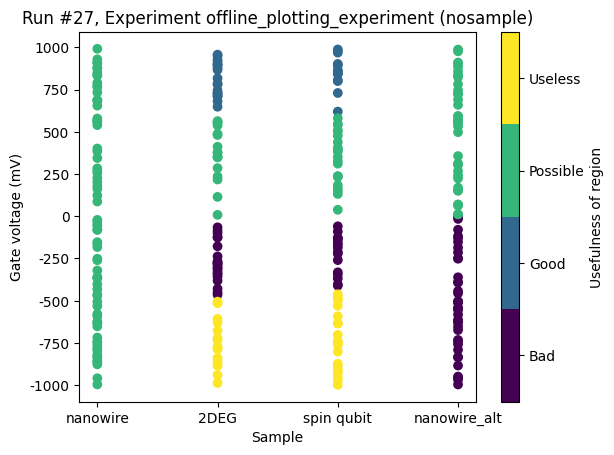 Run #27, Experiment offline_plotting_experiment (nosample)
1000
750
500
250
0
-250
-500
-750
-1000
Gate voltage (mV)
nanowire
2DEG
spin qubit
nanowire_alt
Sample
Useless
Possible
Good
Bad
Usefulness of region